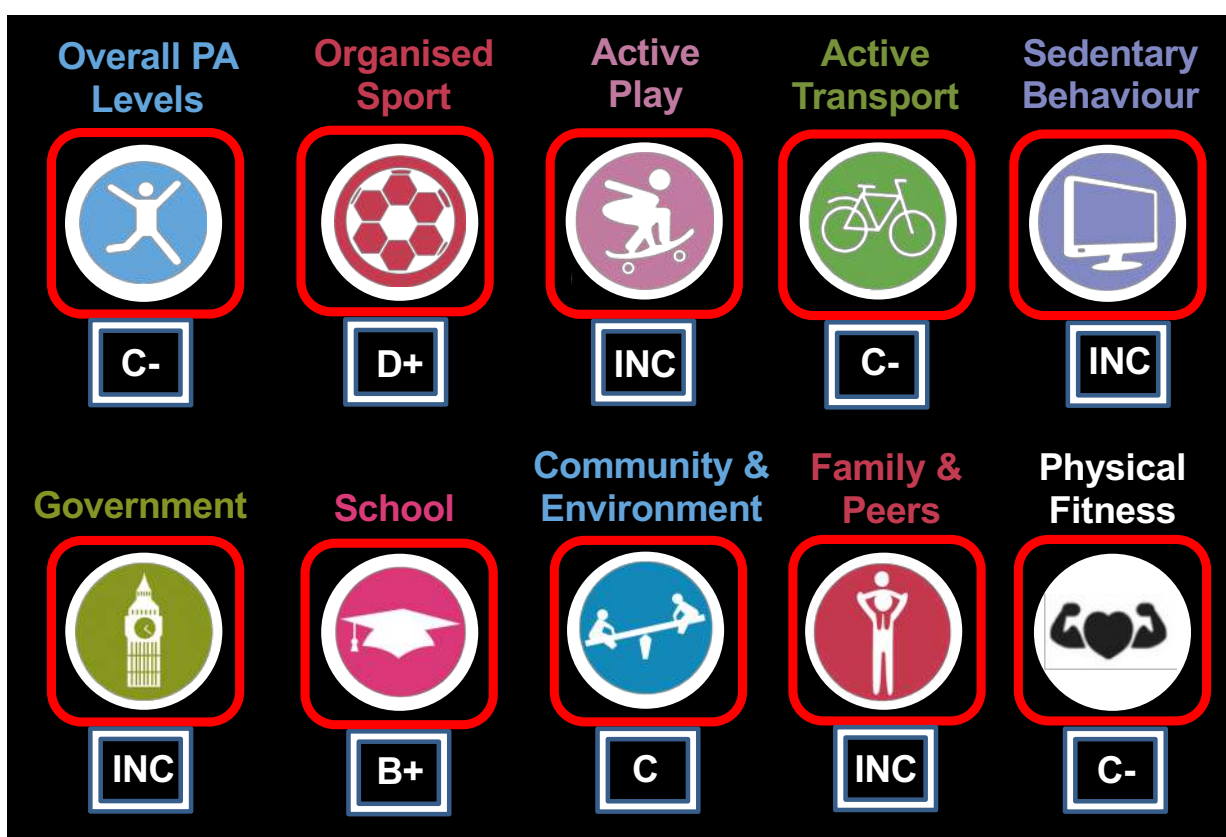 Overall PA
Levels
Organised
Sport
Active
Play
Active
Transport
Sedentary
Behaviour
C-
D+
INC
C-
INC
Government
School
Community &
Environment
Family &
Peers
Physical
Fitness
INC
B+
C
INC
C-